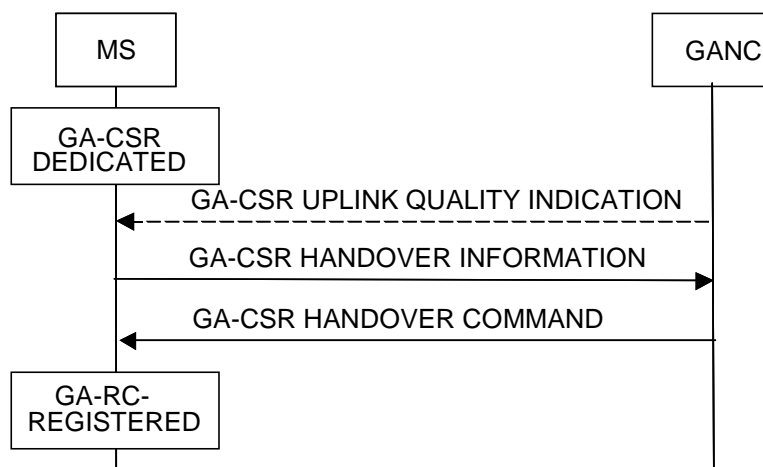 MS
GANC
GA-CSR
DEDICATED
GA-CSR UPLINK QUALITY INDICATION
GA-CSR HANDOVER INFORMATION
GA-CSR HANDOVER COMMAND
GA-RC-
REGISTERED